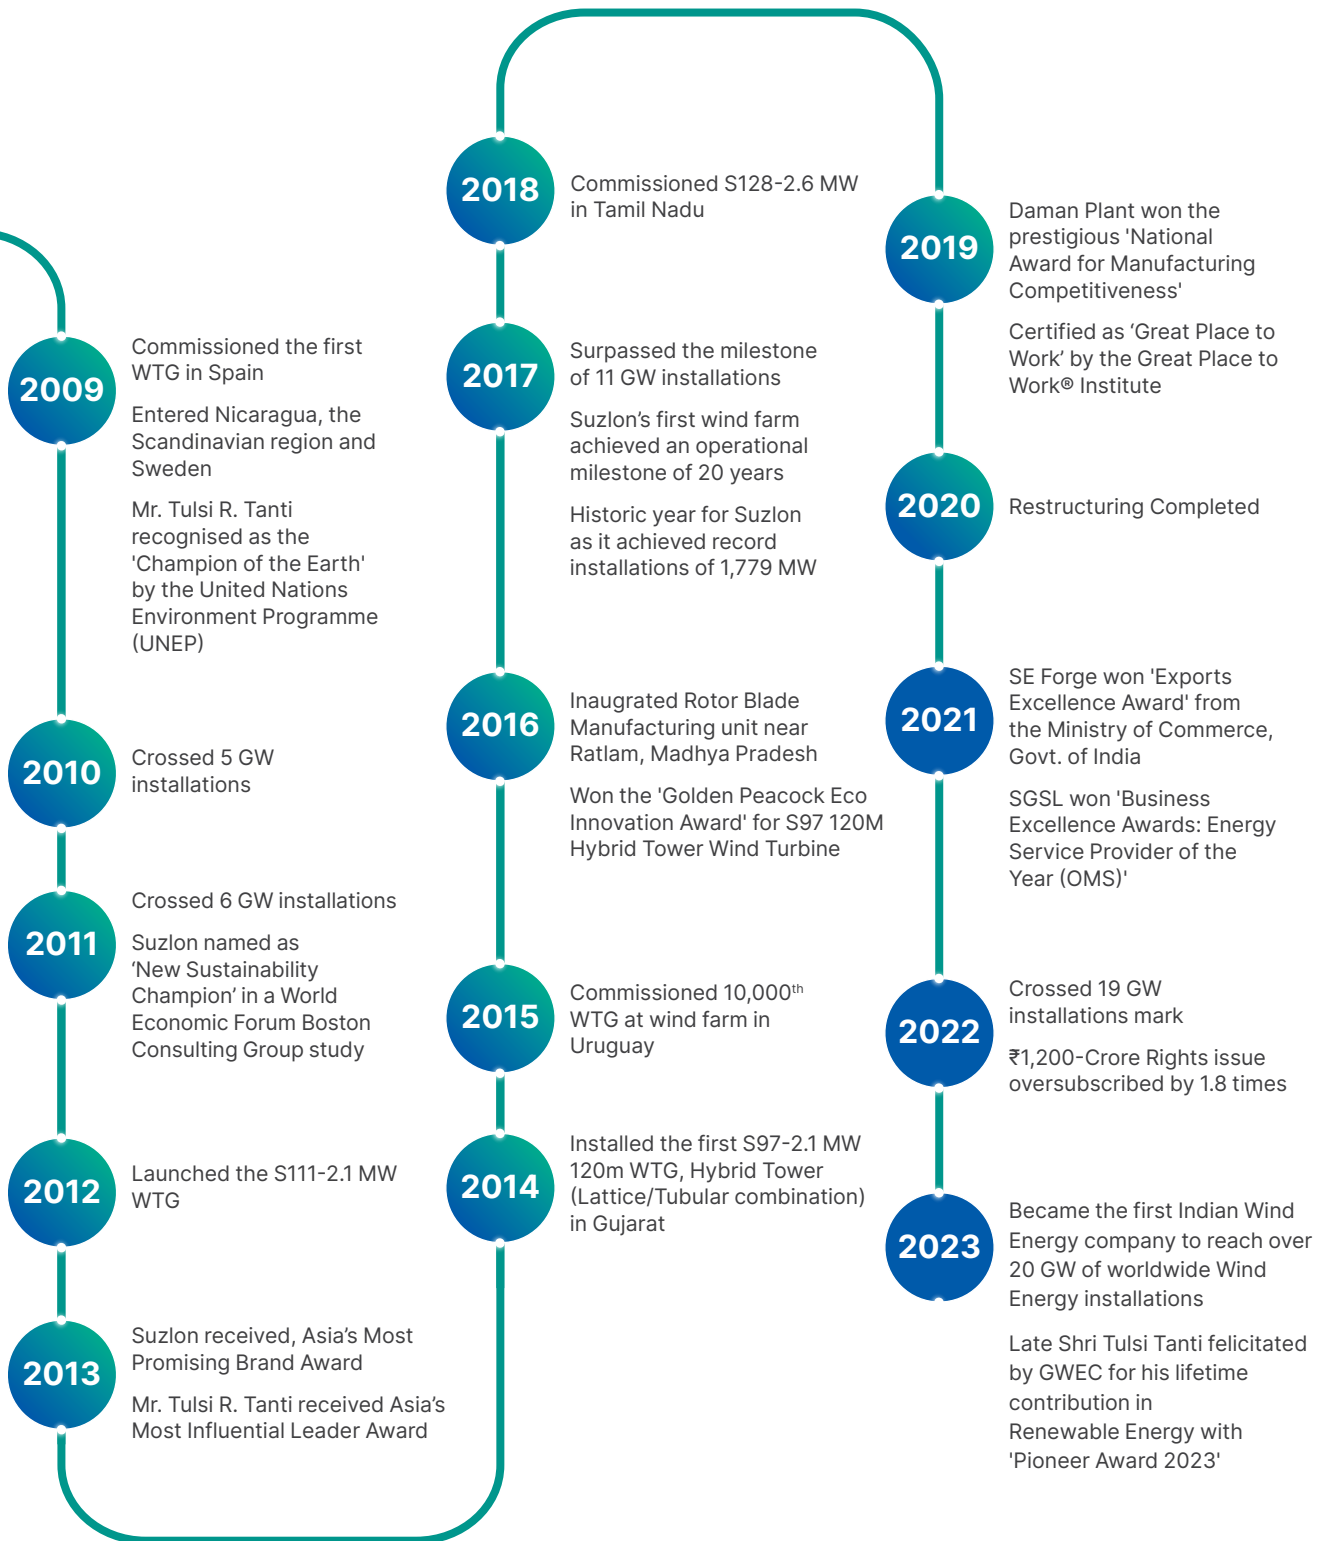 2009
Commissioned the first
WTG in Spain
Entered Nicaragua, the
Scandinavian region and
Sweden
Mr. Tulsi R. Tanti
recognised as the
'Champion of the Earth'
by the United Nations
Environment Programme
(UNEP)
2010
Crossed 5 GW
installations
2011
Crossed 6 GW installations
Suzlon named as
‘New Sustainability
Champion’ in a World
Economic Forum Boston
Consulting Group study
2012
Launched the S111-2.1 MW
WTG
2013
Suzlon received, Asia’s Most
Promising Brand Award
Mr. Tulsi R. Tanti received Asia’s
Most Influential Leader Award
2014
Installed the first S97-2.1 MW
120m WTG, Hybrid Tower
(Lattice/Tubular combination)
in Gujarat
2015
Commissioned 10,000th
WTG at wind farm in
Uruguay
2016
Inaugrated Rotor Blade
Manufacturing unit near
Ratlam, Madhya Pradesh
Won the 'Golden Peacock Eco
Innovation Award' for S97 120M
Hybrid Tower Wind Turbine
2017
Surpassed the milestone
of 11 GW installations
Suzlon’s first wind farm
achieved an operational
milestone of 20 years
Historic year for Suzlon
as it achieved record
installations of 1,779 MW
2018
Commissioned S128-2.6 MW
in Tamil Nadu
2019
Daman Plant won the
prestigious 'National
Award for Manufacturing
Competitiveness'
Certified as ‘Great Place to
Work’ by the Great Place to
Work® Institute
2020
Restructuring Completed
2021
SE Forge won 'Exports
Excellence Award' from
the Ministry of Commerce,
Govt. of India
SGSL won 'Business
Excellence Awards: Energy
Service Provider of the
Year (OMS)'
2022
Crossed 19 GW
installations mark
₹1,200-Crore Rights issue
oversubscribed by 1.8 times
2023
Became the first Indian Wind
Energy company to reach over
20 GW of worldwide Wind
Energy installations
Late Shri Tulsi Tanti felicitated
by GWEC for his lifetime
contribution in
Renewable Energy with
'Pioneer Award 2023'